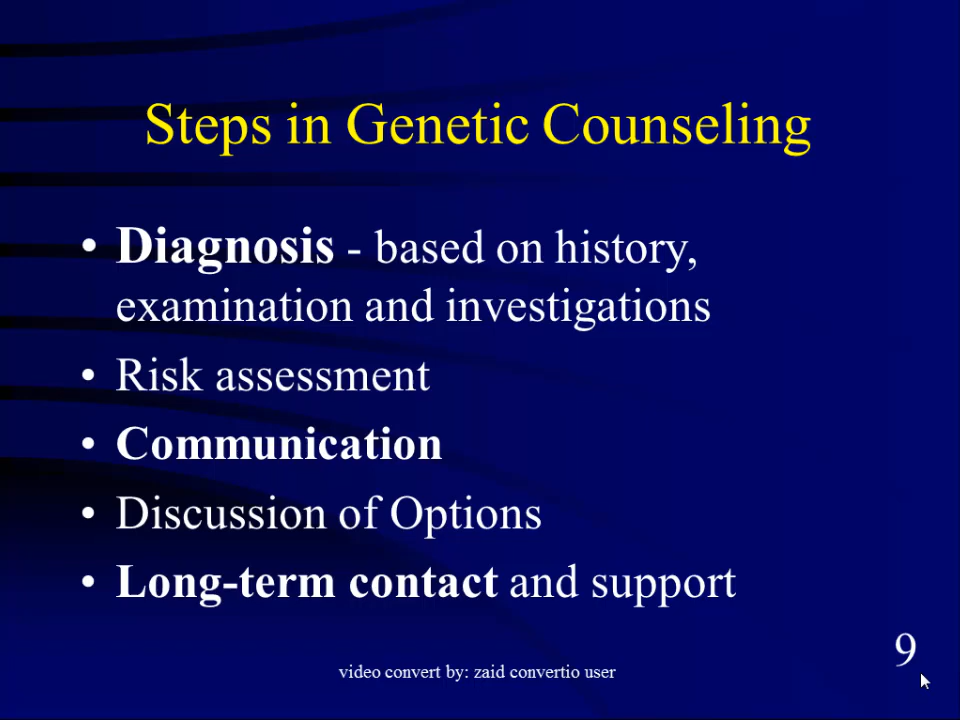 Steps in Genetic Counseling
• Diagnosis - based on history,
examination and investigations
• Risk assessment
• Communication
• Discussion of Options
• Long-term contact and support
9
video convert by: zaid convertio user